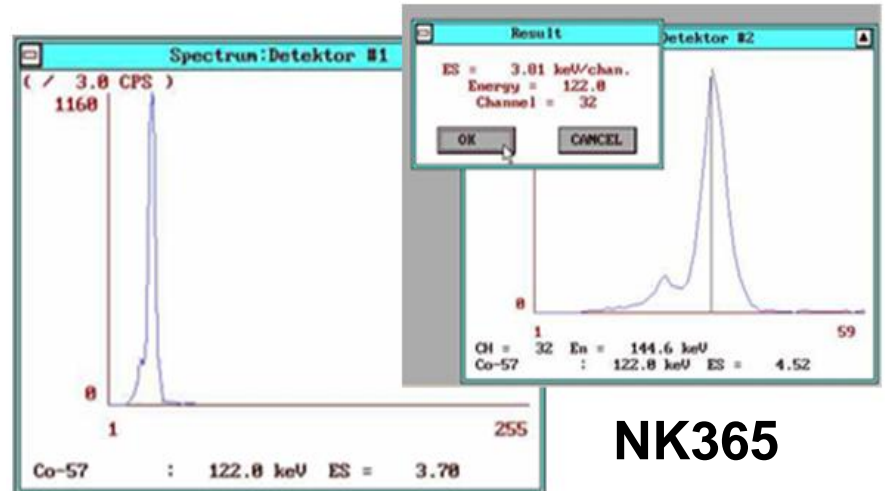 Spectrum:Detektor #1
( / 3.0 CPS )
1160
0
1
255
Co-57 : 122.0 keV ES = 3.70
Result
ES = 3.81 keV/chan.
Energy = 122.0
Channel = 32
OK
CANCEL
Detektor #2
0
1
59
CH = 32 En = 144.6 keV
Co-57 : 122.0 keV ES = 4.52
NK365